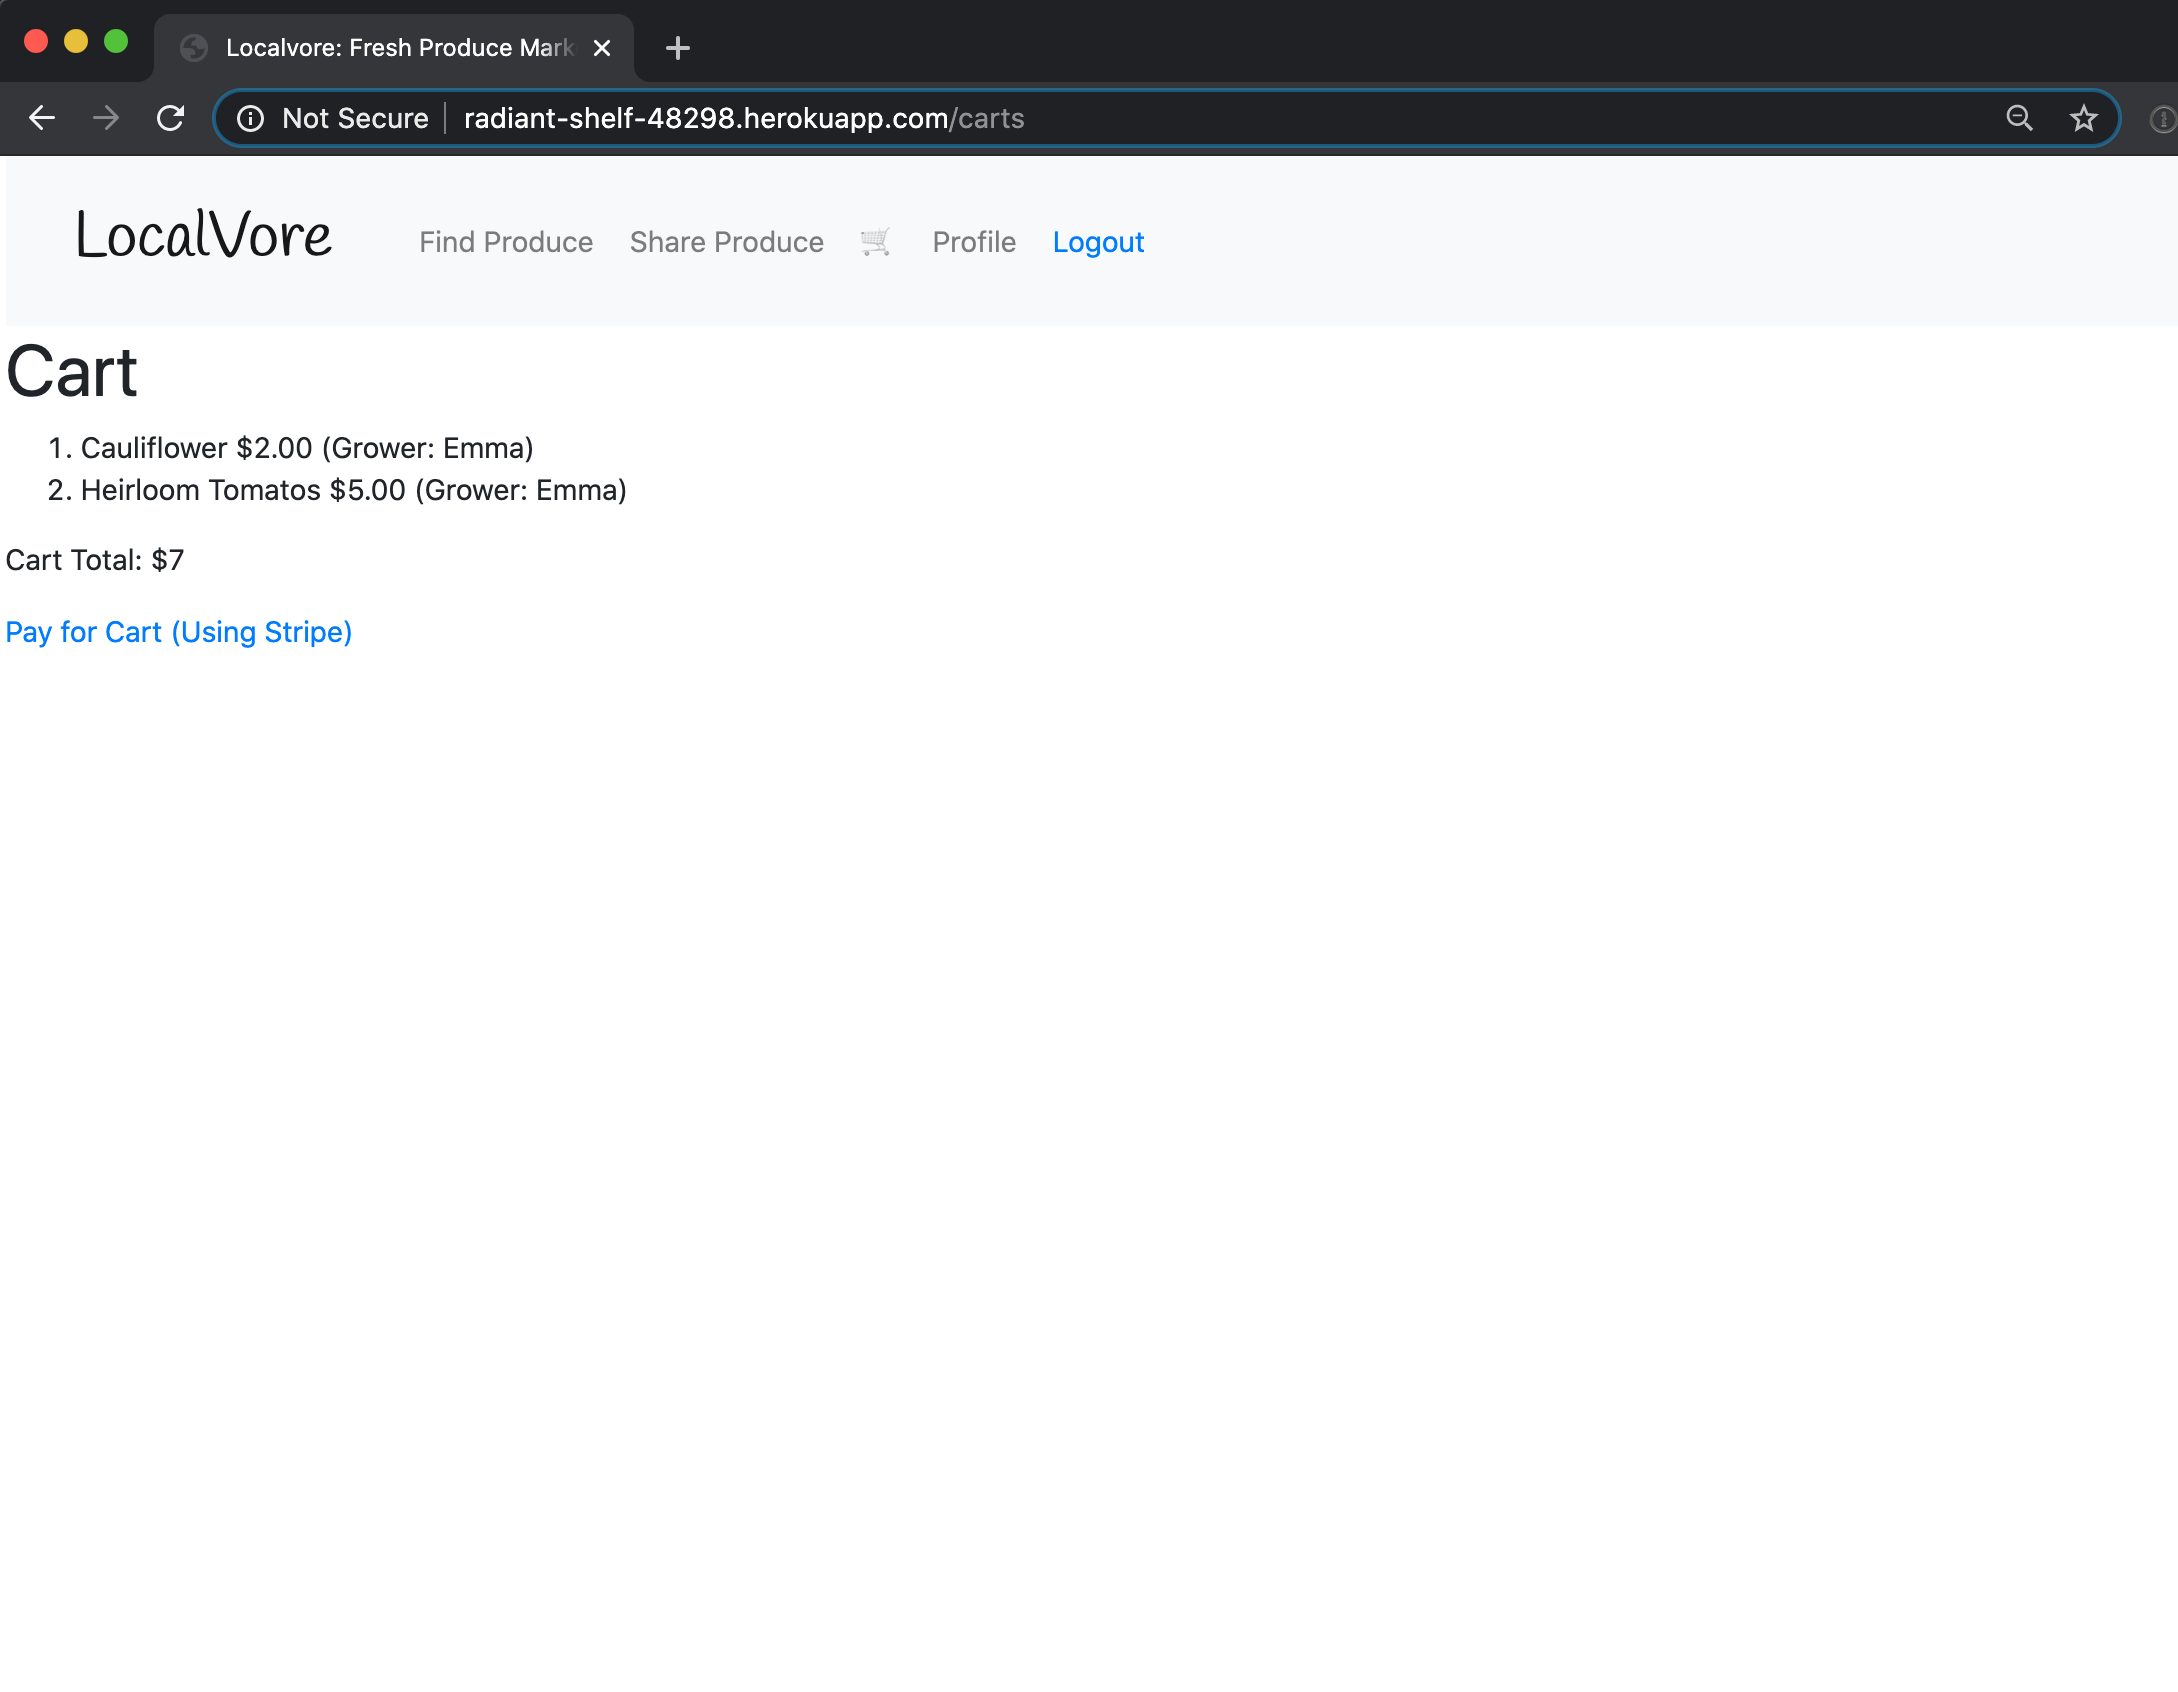 Localvore: Fresh Produce Mark
Not Secure radiant-shelf-48298.herokuapp.com/carts
LocalVore Find Produce Share Produce 🛒 Profile Logout
Cart
1. Cauliflower $2.00 (Grower: Emma)
2. Heirloom Tomatos $5.00 (Grower: Emma)
Cart Total: $7
Pay for Cart (Using Stripe)